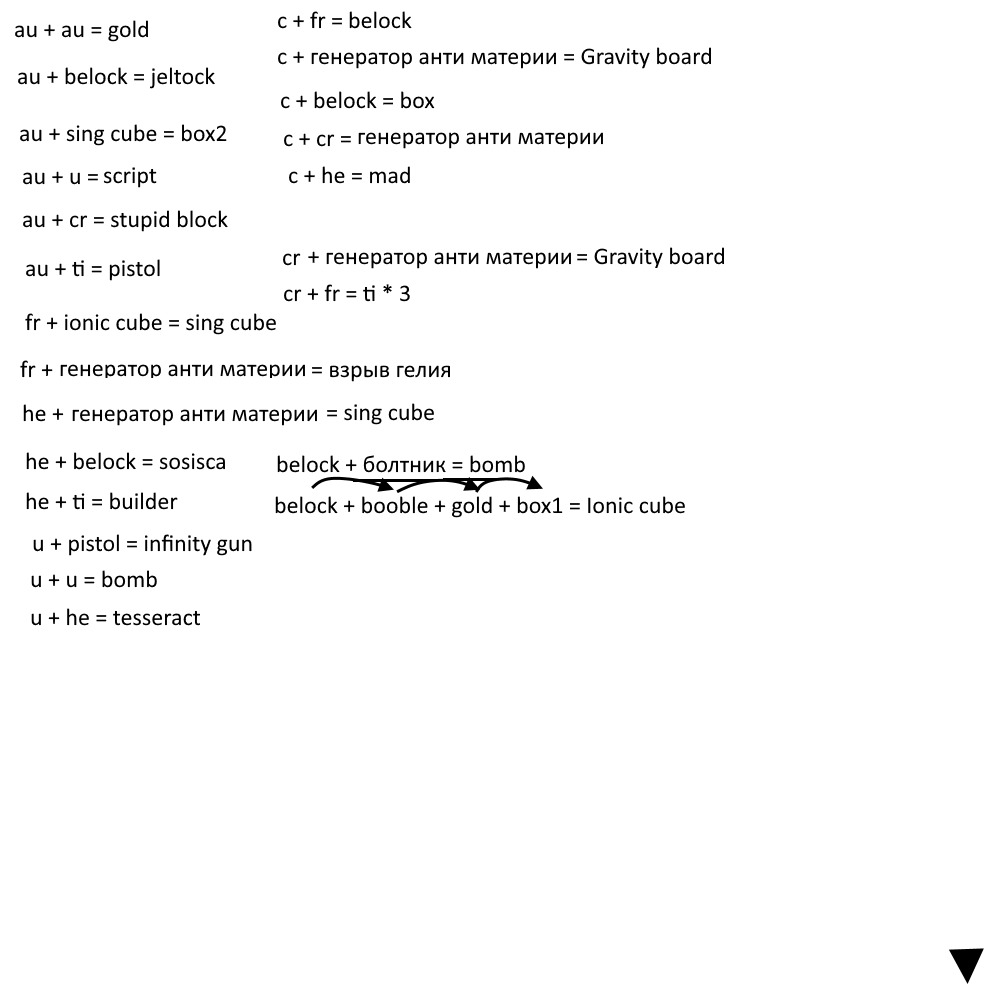 au + au = gold
au + belock = jeltock
au + sing cube = box2
au + u = script
au + cr = stupid block
au + ti = pistol
fr + ionic cube = sing cube
fr + генератор анти материи = взрыв гелия
he + генератор анти материи = sing cube
he + belock = sosisca
he + ti = builder
u + pistol = infinity gun
u + u = bomb
u + he = tesseract
c + fr = belock
c + генератор анти материи = Gravity board
c + belock = box
c + cr = генератор анти материи
c + he = mad
cr + генератор анти материи = Gravity board
cr + fr = ti * 3
belock + болтник = bomb
belock + booble + gold + box1 = Ionic cube